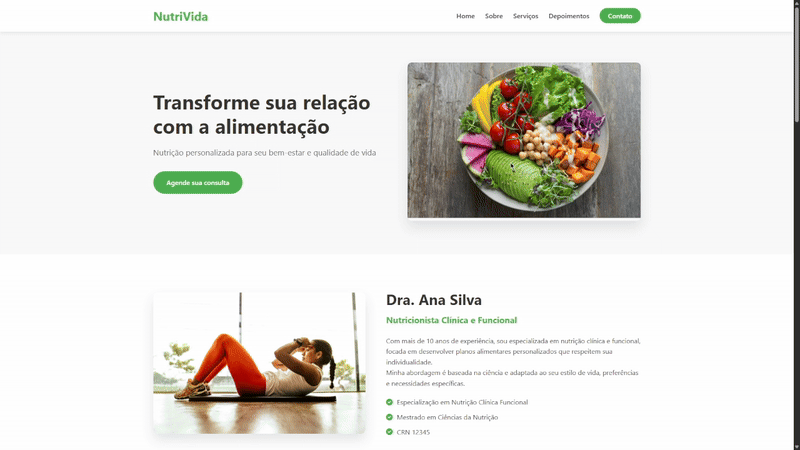 NutriVida
Home
Sobre
Serviços
Depoimentos
Contato
Transforme sua relação
com a alimentação
Nutrição personalizada para seu bem-estar e qualidade de vida
Agende sua consulta
Dra. Ana Silva
Nutricionista Clínica e Funcional
Com mais de 10 anos de experiência, sou especializada em nutrição clínica e funcional,
focada em desenvolver planos alimentares personalizados que respeitem sua
individualidade.
Minha abordagem é baseada na ciência e adaptada ao seu estilo de vida, preferências
e necessidades específicas.
Especialização em Nutrição Clínica Funcional
Mestrado em Ciências da Nutrição
CRN 12345